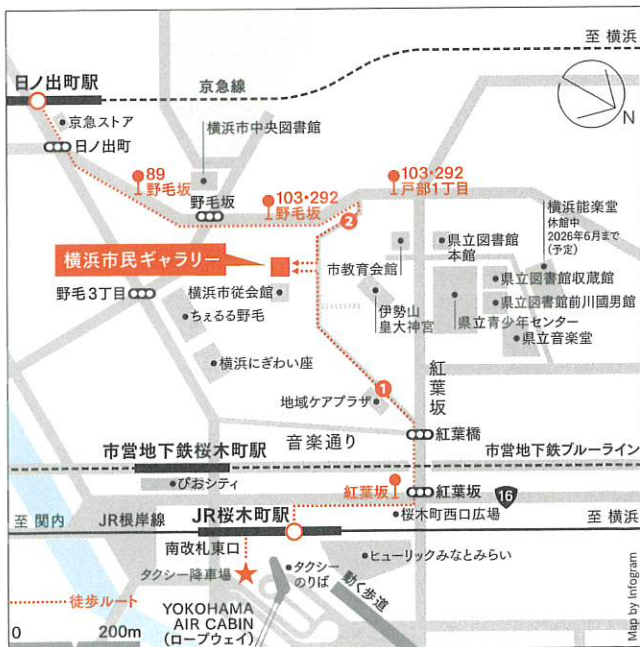 至 横浜
日ノ出町駅
京急線
N
京急ストア
横浜市中央図書館
日ノ出町
89
野毛坂
野毛坂
103・292
野毛坂
103・292
戸部1丁目
2
横浜能楽堂
休館中
2026年6月まで
(予定)
県立図書館
本館
市教育会館
横浜市民ギャラリー
県立図書館収蔵館
県立図書館前川國男館
野毛3丁目
横浜市従会館
ちぇるる野毛
伊勢山
皇大神宮
県立青少年センター
県立音楽堂
横浜にぎわい座
紅葉坂
1
地域ケアプラザ
音楽通り
紅葉橋
市営地下鉄桜木町駅
市営地下鉄ブルーライン
ぴおシティ
紅葉坂
紅葉坂
16
桜木町西口広場
至 関内
JR根岸線
JR桜木町駅
至 横浜
南改札東口
ヒューリックみなとみらい
タクシー降車場
タクシー
のりば
動く歩道
徒歩ルート
YOKOHAMA
AIR CABIN
(ロープウェイ)
0
200m
Map by Infogram